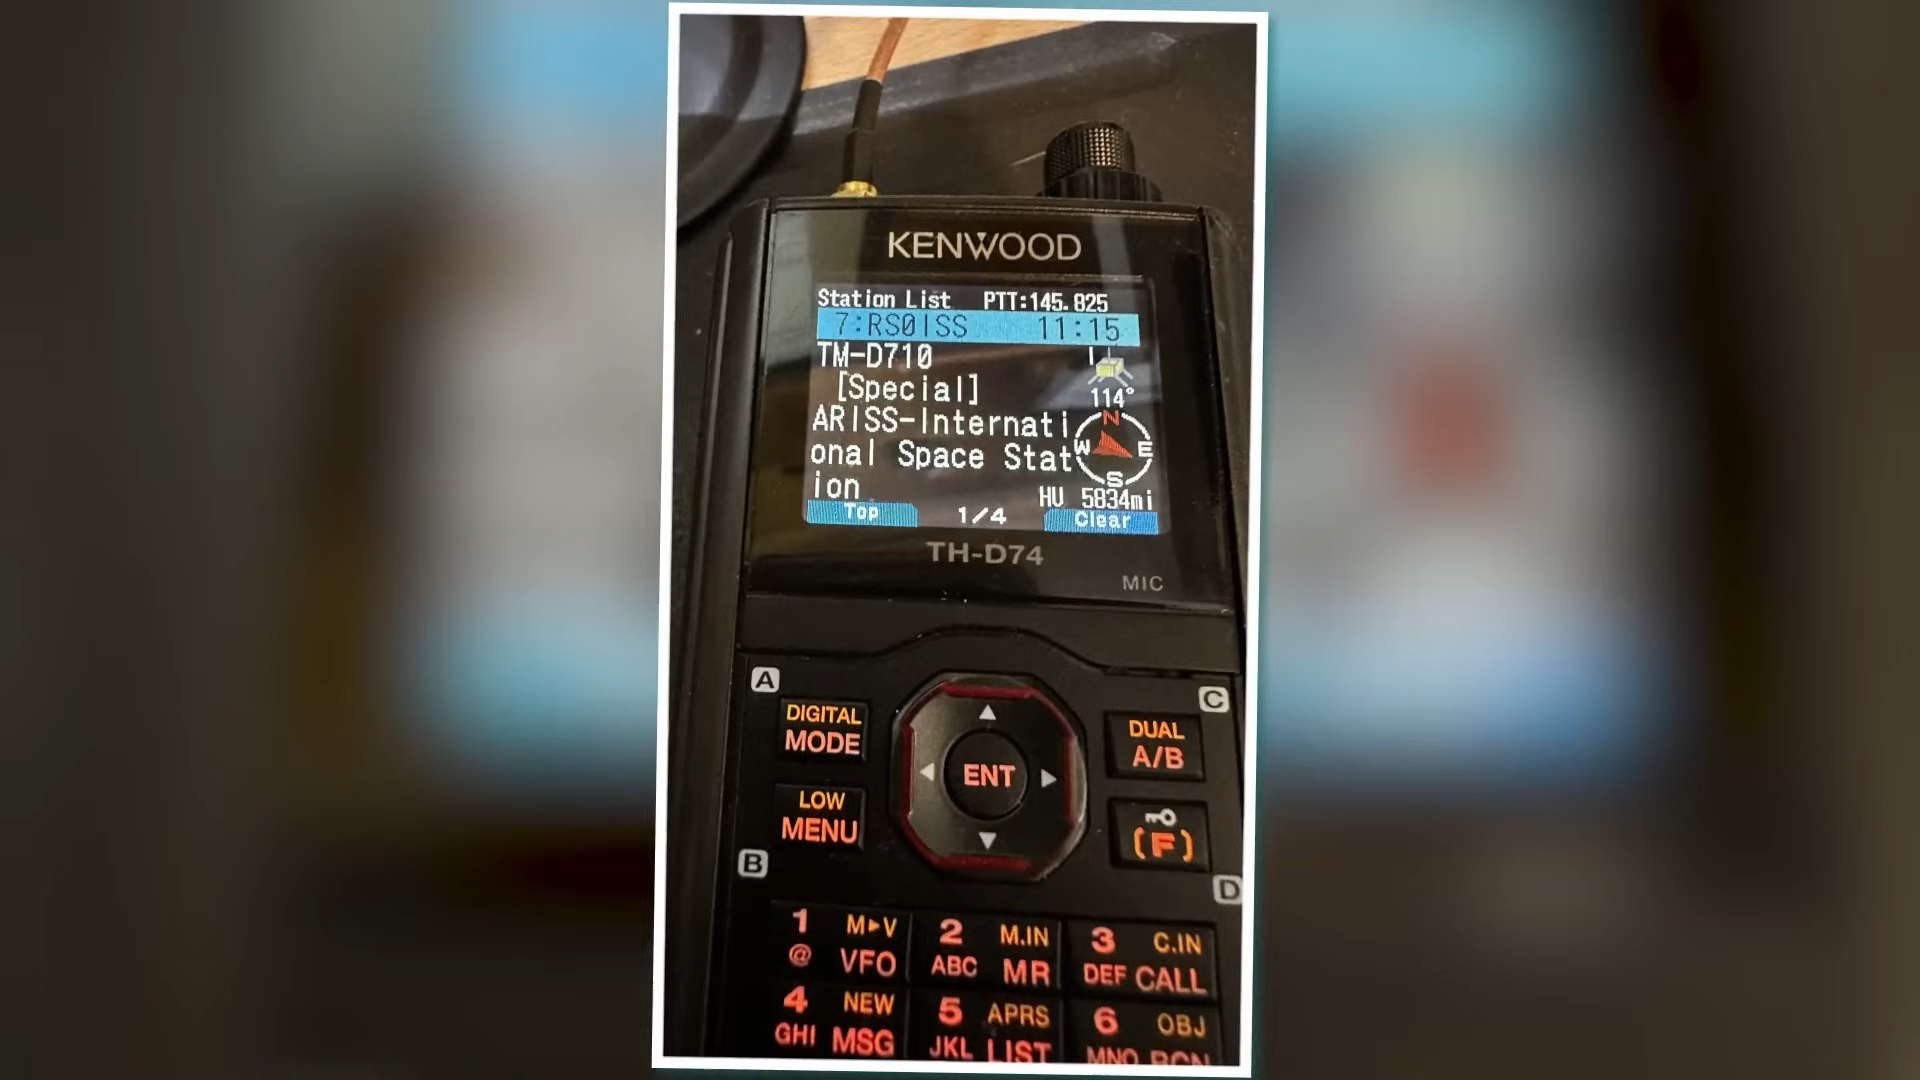 KENWOOD
Station List PTT:145.825
7:RS0ISS 11:15
TM-D710
[Special]
114°
ARISS-Internati
onal Space Stat
ion
N
W E
S
HU 5834mi
Top 1/4 Clear
TH-D74
MIC
A
C
DIGITAL
MODE
DUAL
A/B
ENT
LOW
MENU
(F)
B
D
1 M▶V
@ VFO
2 M.IN
ABC MR
3 C.IN
DEF CALL
4 NEW
GHI MSG
5 APRS
JKL LIST
6 OBJ
MNO BCN